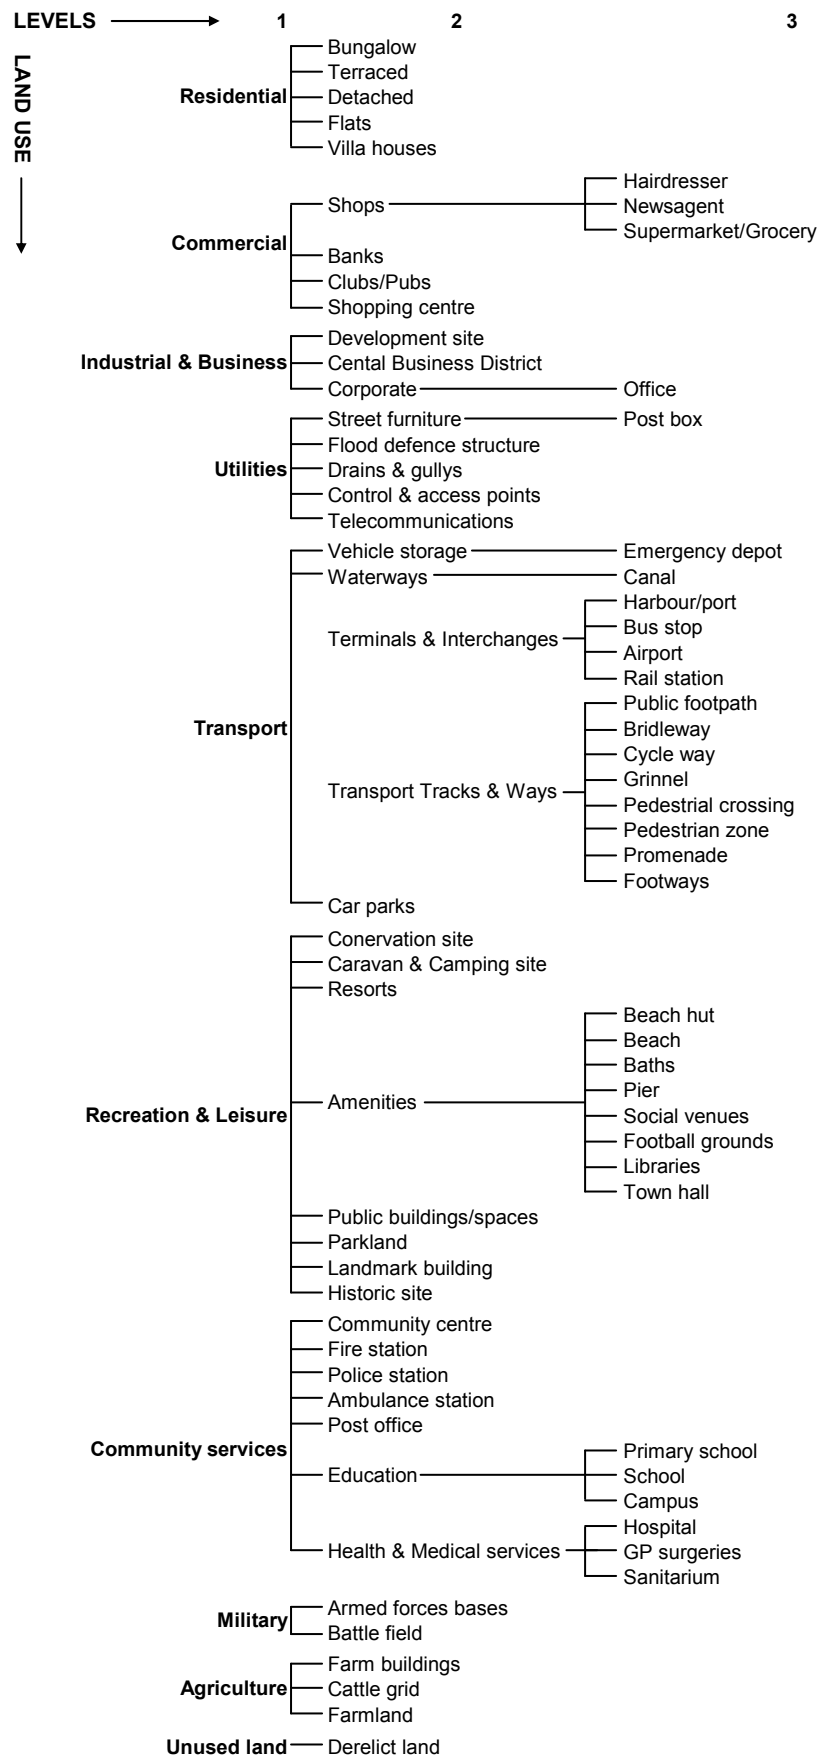 LEVELS 1 2 3
LAND USE
Bungalow
Terraced
Residential Detached
Flats
Villa houses
Hairdresser
Shops Newsagent
Supermarket/Grocery
Commercial
Banks
Clubs/Pubs
Shopping centre
Development site
Industrial & Business Cental Business District
Corporate Office
Street furniture Post box
Flood defence structure
Utilities Drains & gullys
Control & access points
Telecommunications
Vehicle storage Emergency depot
Waterways Canal
Harbour/port
Bus stop
Terminals & Interchanges
Airport
Rail station
Public footpath
Transport Bridleway
Cycle way
Grinnel
Transport Tracks & Ways
Pedestrial crossing
Pedestrian zone
Promenade
Footways
Car parks
Conervation site
Caravan & Camping site
Resorts
Beach hut
Beach
Baths
Pier
Amenities
Recreation & Leisure Social venues
Football grounds
Libraries
Town hall
Public buildings/spaces
Parkland
Landmark building
Historic site
Community centre
Fire station
Police station
Ambulance station
Post office
Community services Primary school
Education School
Campus
Hospital
Health & Medical services GP surgeries
Sanitarium
Armed forces bases
Military
Battle field
Farm buildings
Agriculture Cattle grid
Farmland
Unused land Derelict land